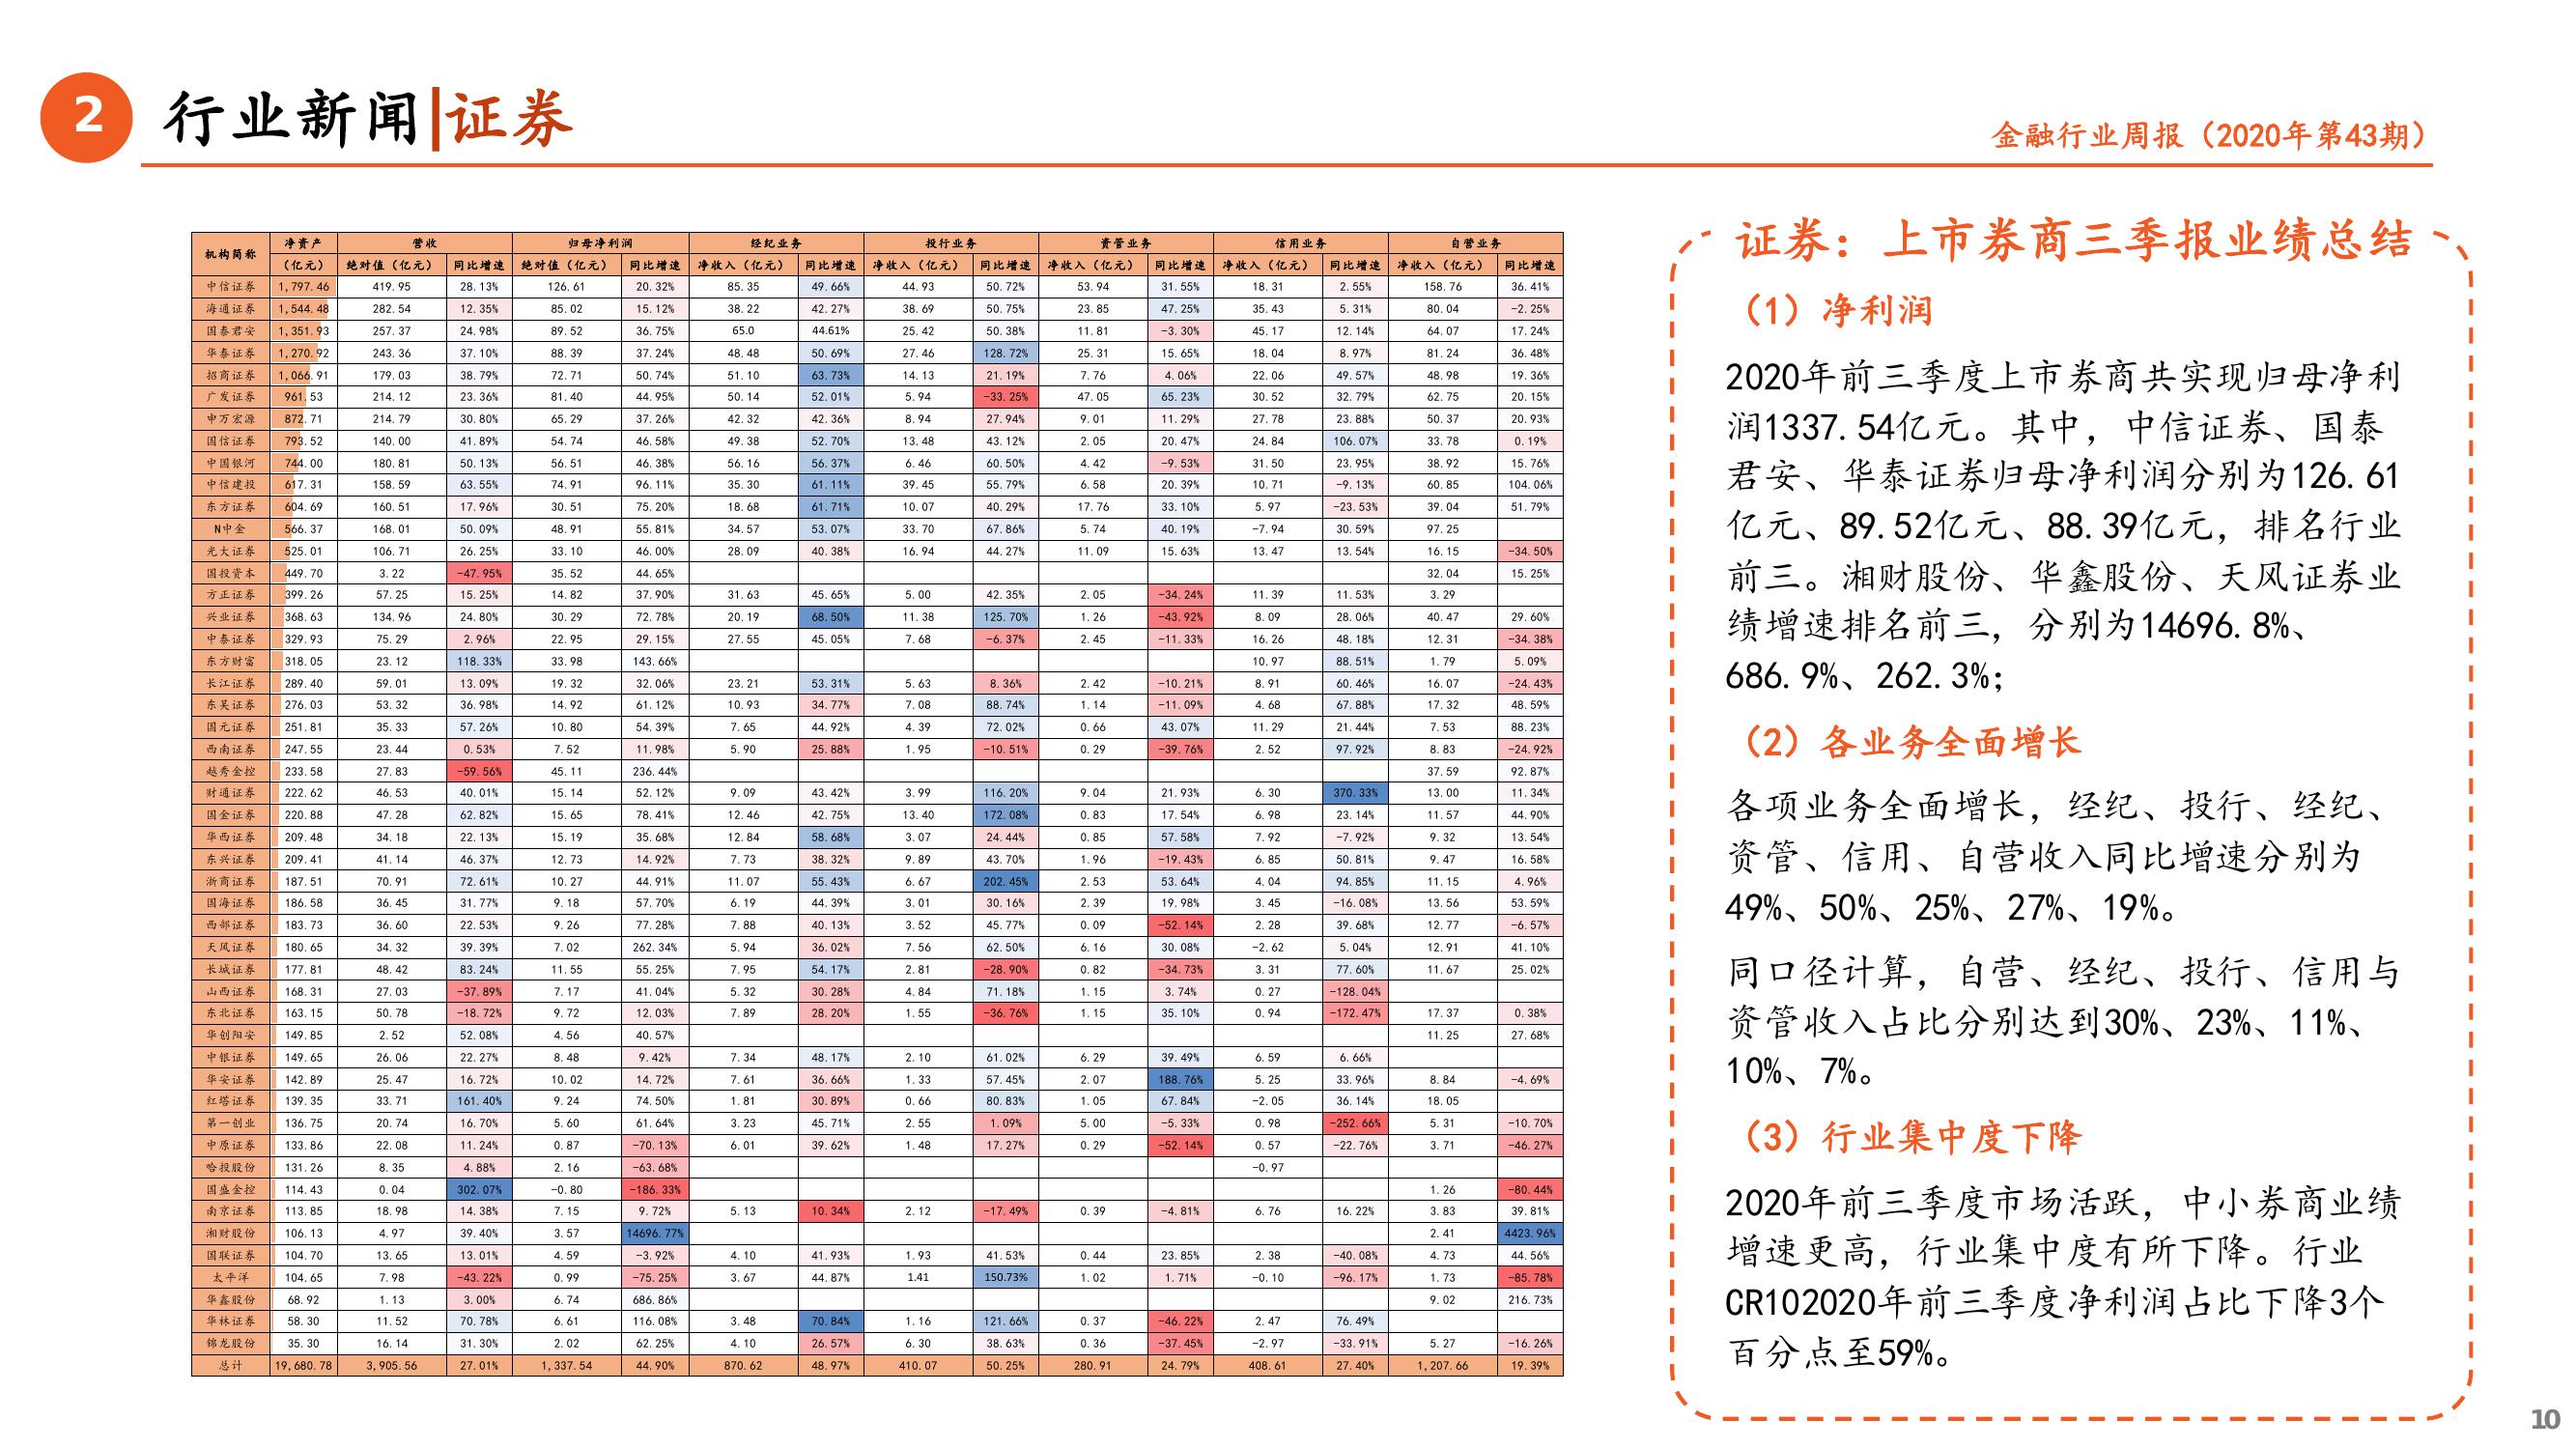 2
行业新闻|证券
金融行业周报（2020年第43期）
机构简称 净资产 营收 归母净利润 经纪业务 投行业务 资管业务 信用业务 自营业务
（亿元） 绝对值（亿元） 同比增速 绝对值（亿元） 同比增速 净收入（亿元） 同比增速 净收入（亿元） 同比增速 净收入（亿元） 同比增速 净收入（亿元） 同比增速 净收入（亿元） 同比增速
中信证券 1,797.46 419.95 28.13% 126.61 20.32% 85.35 49.66% 44.93 50.72% 53.94 31.55% 18.31 2.55% 158.76 36.41%
海通证券 1,544.48 282.54 12.35% 85.02 15.12% 38.22 42.27% 38.69 50.75% 23.85 47.25% 35.43 5.31% 80.04 -2.25%
国泰君安 1,351.93 257.37 24.98% 89.52 36.75% 65.0 44.61% 25.42 50.38% 11.81 -3.30% 45.17 12.14% 64.07 17.24%
华泰证券 1,270.92 243.36 37.10% 88.39 37.24% 48.48 50.69% 27.46 128.72% 25.31 15.65% 18.04 8.97% 81.24 36.48%
招商证券 1,066.91 179.03 38.79% 72.71 50.74% 51.10 63.73% 14.13 21.19% 7.76 4.06% 22.06 49.57% 48.98 19.36%
广发证券 961.53 214.12 23.36% 81.40 44.95% 50.14 52.01% 5.94 -33.25% 47.05 65.23% 30.52 32.79% 62.75 20.15%
申万宏源 872.71 214.79 30.80% 65.29 37.26% 42.32 42.36% 8.94 27.94% 9.01 11.29% 27.78 23.88% 50.37 20.93%
国信证券 793.52 140.00 41.89% 54.74 46.58% 49.38 52.70% 13.48 43.12% 2.05 20.47% 24.84 106.07% 33.78 0.19%
中国银河 744.00 180.81 50.13% 56.51 46.38% 56.16 56.37% 6.46 60.50% 4.42 -9.53% 31.50 23.95% 38.92 15.76%
中信建投 617.31 158.59 63.55% 74.91 96.11% 35.30 61.11% 39.45 55.79% 6.58 20.39% 10.71 -9.13% 60.85 104.06%
东方证券 604.69 160.51 17.96% 30.51 75.20% 18.68 61.71% 10.07 40.29% 17.76 33.10% 5.97 -23.53% 39.04 51.79%
N中金 566.37 168.01 50.09% 48.91 55.81% 34.57 53.07% 33.70 67.86% 5.74 40.19% -7.94 30.59% 97.25
光大证券 525.01 106.71 26.25% 33.10 46.00% 28.09 40.38% 16.94 44.27% 11.09 15.63% 13.47 13.54% 16.15 -34.50%
国投资本 449.70 3.22 -47.95% 35.52 44.65% 32.04 15.25%
方正证券 399.26 57.25 15.25% 14.82 37.90% 31.63 45.65% 5.00 42.35% 2.05 -34.24% 11.39 11.53% 3.29
兴业证券 368.63 134.96 24.80% 30.29 72.78% 20.19 68.50% 11.38 125.70% 1.26 -43.92% 8.09 28.06% 40.47 29.60%
中泰证券 329.93 75.29 2.96% 22.95 29.15% 27.55 45.05% 7.68 -6.37% 2.45 -11.33% 16.26 48.18% 12.31 -34.38%
东方财富 318.05 23.12 118.33% 33.98 143.66% 10.97 88.51% 1.79 5.09%
长江证券 289.40 59.01 13.09% 19.32 32.06% 23.21 53.31% 5.63 8.36% 2.42 -10.21% 8.91 60.46% 16.07 -24.43%
东吴证券 276.03 53.32 36.98% 14.92 61.12% 10.93 34.77% 7.08 88.74% 1.14 -11.09% 4.68 67.88% 17.32 48.59%
国元证券 251.81 35.33 57.26% 10.80 54.39% 7.65 44.92% 4.39 72.02% 0.66 43.07% 11.29 21.44% 7.53 88.23%
西南证券 247.55 23.44 0.53% 7.52 11.98% 5.90 25.88% 1.95 -10.51% 0.29 -39.76% 2.52 97.92% 8.83 -24.92%
越秀金控 233.58 27.83 -59.56% 45.11 236.44% 37.59 92.87%
财通证券 222.62 46.53 40.01% 15.14 52.12% 9.09 43.42% 3.99 116.20% 9.04 21.93% 6.30 370.33% 13.00 11.34%
国金证券 220.88 47.28 62.82% 15.65 78.41% 12.46 42.75% 13.40 172.08% 0.83 17.54% 6.98 23.14% 11.57 44.90%
华西证券 209.48 34.18 22.13% 15.19 35.68% 12.84 58.68% 3.07 24.44% 0.85 57.58% 7.92 -7.92% 9.32 13.54%
东兴证券 209.41 41.14 46.37% 12.73 14.92% 7.73 38.32% 9.89 43.70% 1.96 -19.43% 6.85 50.81% 9.47 16.58%
浙商证券 187.51 70.91 72.61% 10.27 44.91% 11.07 55.43% 6.67 202.45% 2.53 53.64% 4.04 94.85% 11.15 4.96%
国海证券 186.58 36.45 31.77% 9.18 57.70% 6.19 44.39% 3.01 30.16% 2.39 19.98% 3.45 -16.08% 13.56 53.59%
西部证券 183.73 36.60 22.53% 9.26 77.28% 7.88 40.13% 3.52 45.77% 0.09 -52.14% 2.28 39.68% 12.77 -6.57%
天风证券 180.65 34.32 39.39% 7.02 262.34% 5.94 36.02% 7.56 62.50% 6.16 30.08% -2.62 5.04% 12.91 41.10%
长城证券 177.81 48.42 83.24% 11.55 55.25% 7.95 54.17% 2.81 -28.90% 0.82 -34.73% 3.31 77.60% 11.67 25.02%
山西证券 168.31 27.03 -37.89% 7.17 41.04% 5.32 30.28% 4.84 71.18% 1.15 3.74% 0.27 -128.04%
东北证券 163.15 50.78 -18.72% 9.72 12.03% 7.89 28.20% 1.55 -36.76% 1.15 35.10% 0.94 -172.47% 17.37 0.38%
华创阳安 149.85 2.52 52.08% 4.56 40.57% 11.25 27.68%
中银证券 149.65 26.06 22.27% 8.48 9.42% 7.34 48.17% 2.10 61.02% 6.29 39.49% 6.59 6.66%
华安证券 142.89 25.47 16.72% 10.02 14.72% 7.61 36.66% 1.33 57.45% 2.07 188.76% 5.25 33.96% 8.84 -4.69%
红塔证券 139.35 33.71 161.40% 9.24 74.50% 1.81 30.89% 0.66 80.83% 1.05 67.84% -2.05 36.14% 18.05
第一创业 136.75 20.74 16.70% 5.60 61.64% 3.23 45.71% 2.55 1.09% 5.00 -5.33% 0.98 -252.66% 5.31 -10.70%
中原证券 133.86 22.08 11.24% 0.87 -70.13% 6.01 39.62% 1.48 17.27% 0.29 -52.14% 0.57 -22.76% 3.71 -46.27%
哈投股份 131.26 8.35 4.88% 2.16 -63.68% -0.97
国盛金控 114.43 0.04 302.07% -0.80 -186.33% 1.26 -80.44%
南京证券 113.85 18.98 14.38% 7.15 9.72% 5.13 10.34% 2.12 -17.49% 0.39 -4.81% 6.76 16.22% 3.83 39.81%
湘财股份 106.13 4.97 39.40% 3.57 14696.77% 2.41 4423.96%
国联证券 104.70 13.65 13.01% 4.59 -3.92% 4.10 41.93% 1.93 41.53% 0.44 23.85% 2.38 -40.08% 4.73 44.56%
太平洋 104.65 7.98 -43.22% 0.99 -75.25% 3.67 44.87% 1.41 150.73% 1.02 1.71% -0.10 -96.17% 1.73 -85.78%
华鑫股份 68.92 1.13 3.00% 6.74 686.86% 9.02 216.73%
华林证券 58.30 11.52 70.78% 6.61 116.08% 3.48 70.84% 1.16 121.66% 0.37 -46.22% 2.47 76.49%
锦龙股份 35.30 16.14 31.30% 2.02 62.25% 4.10 26.57% 6.30 38.63% 0.36 -37.45% -2.97 -33.91% 5.27 -16.26%
总计 19,680.78 3,905.56 27.01% 1,337.54 44.90% 870.62 48.97% 410.07 50.25% 280.91 24.79% 408.61 27.40% 1,207.66 19.39%
证券：上市券商三季报业绩总结
（1）净利润
2020年前三季度上市券商共实现归母净利
润1337.54亿元。其中，中信证券、国泰
君安、华泰证券归母净利润分别为126.61
亿元、89.52亿元、88.39亿元，排名行业
前三。湘财股份、华鑫股份、天风证券业
绩增速排名前三，分别为14696.8%、
686.9%、262.3%；
（2）各业务全面增长
各项业务全面增长，经纪、投行、经纪、
资管、信用、自营收入同比增速分别为
49%、50%、25%、27%、19%。
同口径计算，自营、经纪、投行、信用与
资管收入占比分别达到30%、23%、11%、
10%、7%。
（3）行业集中度下降
2020年前三季度市场活跃，中小券商业绩
增速更高，行业集中度有所下降。行业
CR102020年前三季度净利润占比下降3个
百分点至59%。
10